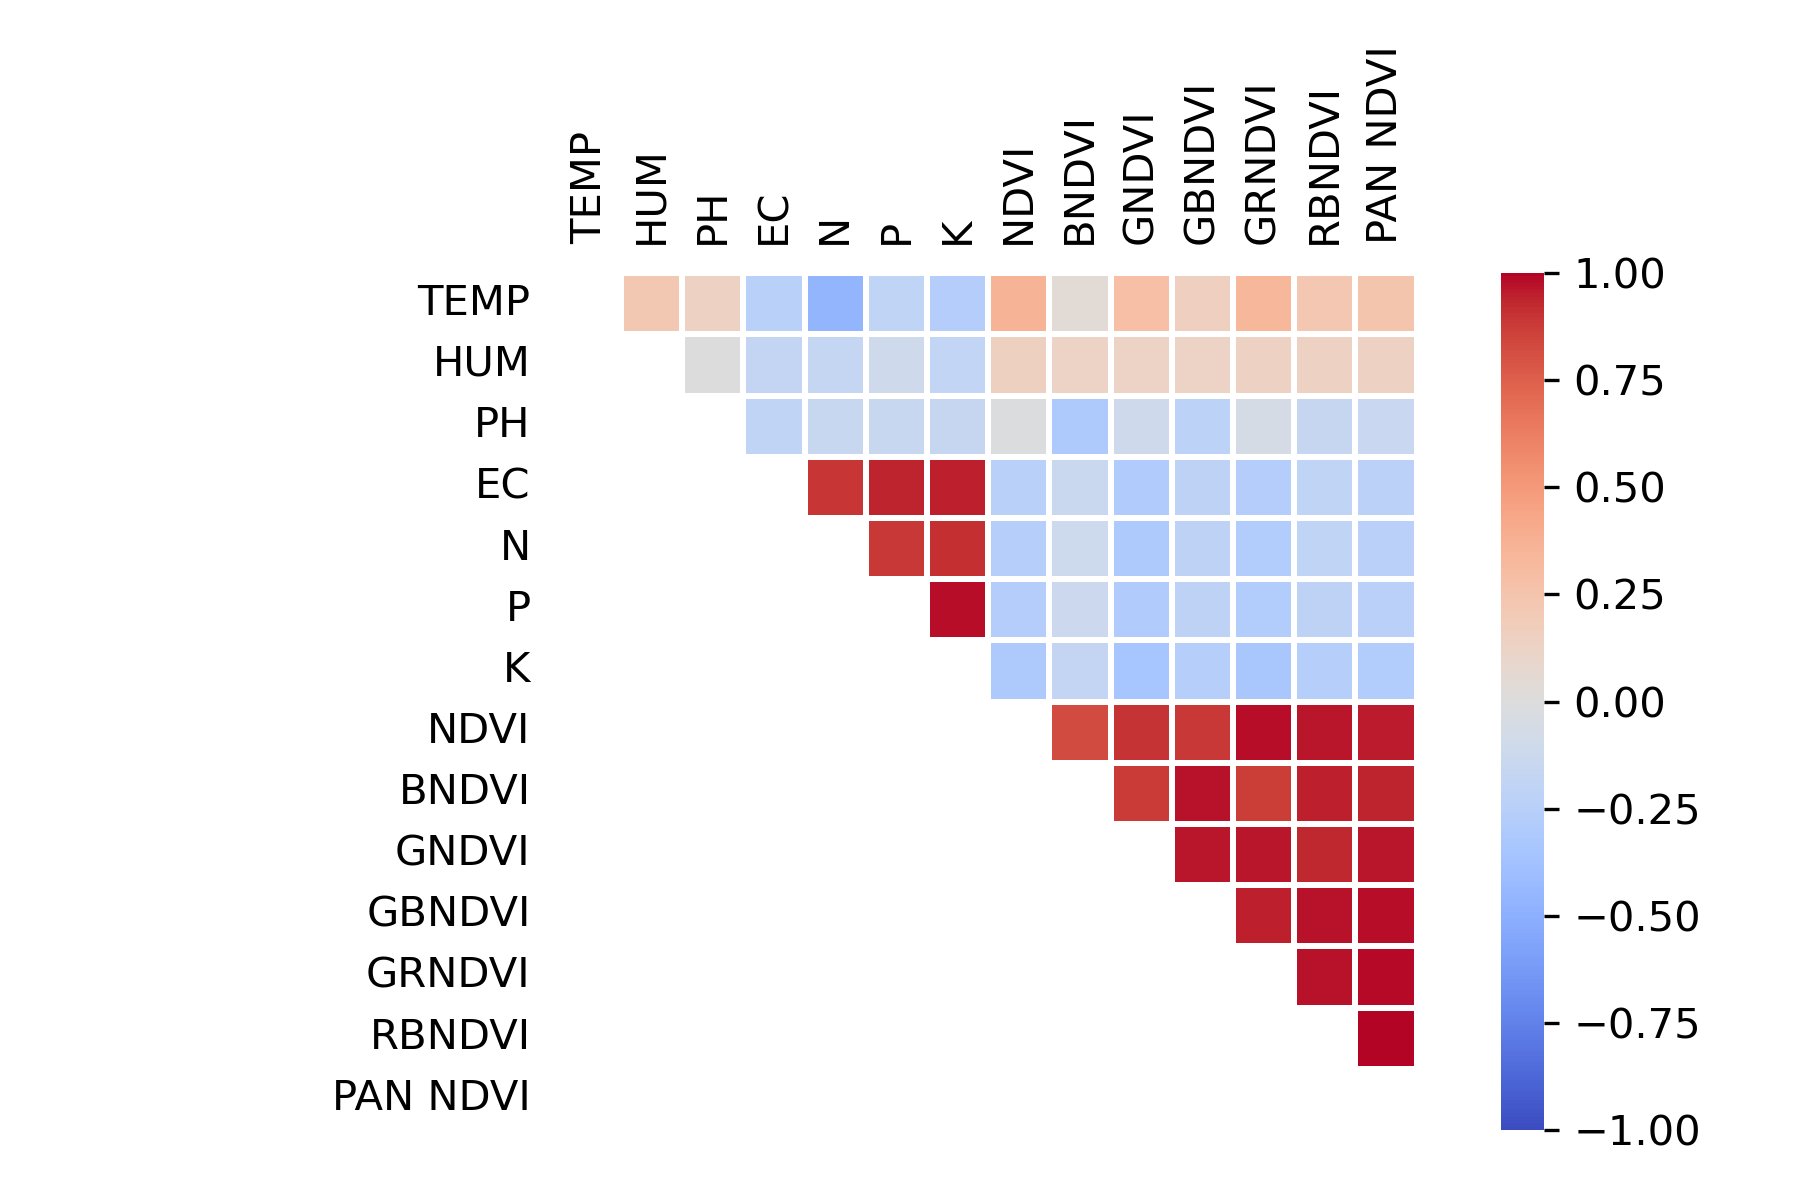 TEMP
HUM
PH
EC
N
P
K
NDVI
BNDVI
GNDVI
GBNDVI
GRNDVI
RBNDVI
PAN NDVI
TEMP
HUM
PH
EC
N
P
K
NDVI
BNDVI
GNDVI
GBNDVI
GRNDVI
RBNDVI
PAN NDVI
1.00
0.75
0.50
0.25
0.00
−0.25
−0.50
−0.75
−1.00